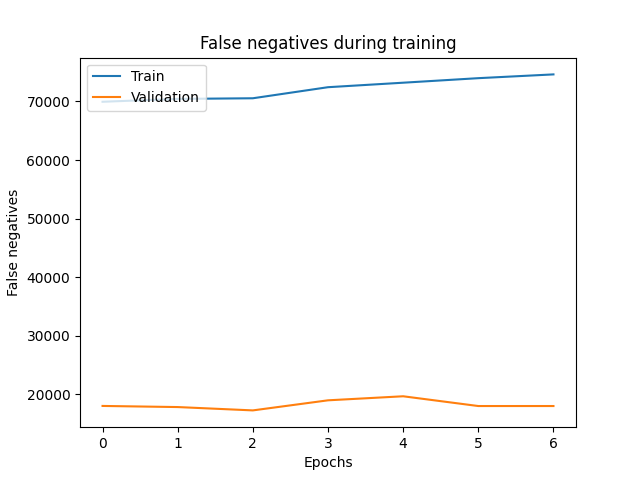 False negatives during training
Train
Validation
70000
60000
50000
40000
30000
20000
False negatives
0 1 2 3 4 5 6
Epochs